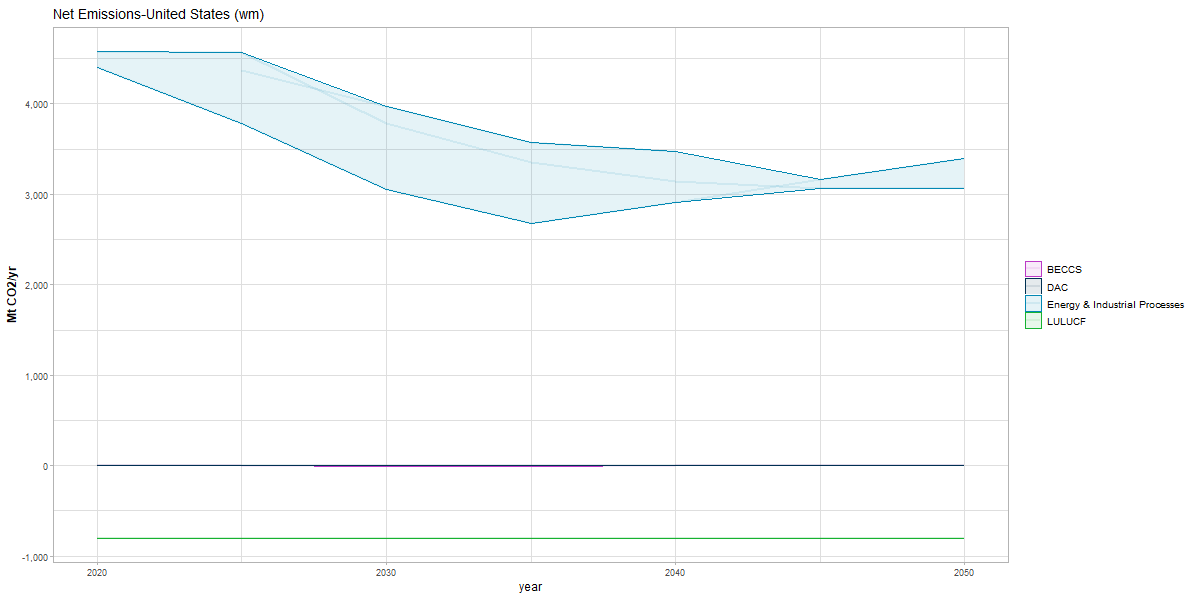 Net Emissions-United States (wm)
Mt CO2/yr
4,000
3,000
2,000
1,000
0
-1,000
2020
2030
2040
2050
year
BECCS
DAC
Energy & Industrial Processes
LULUCF